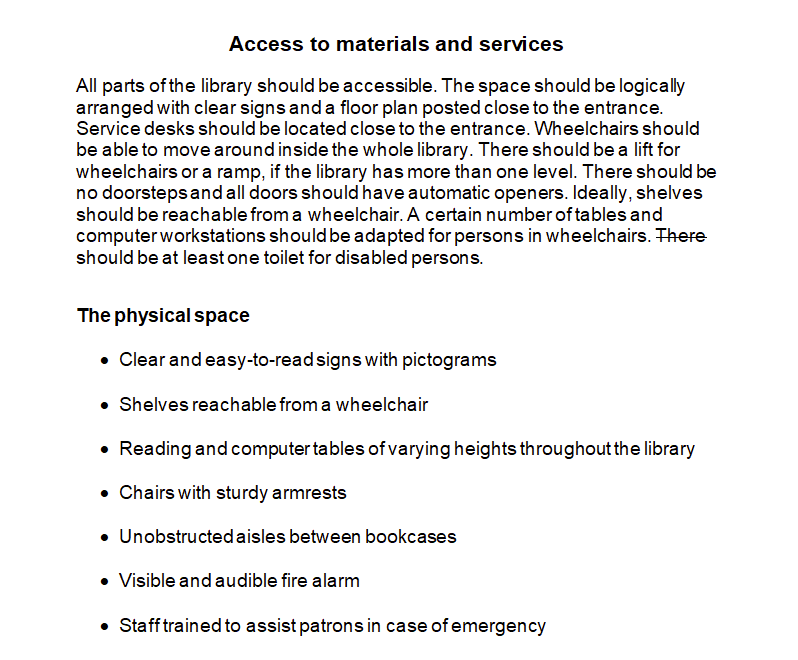 Access to materials and services
All parts of the library should be accessible. The space should be logically
arranged with clear signs and a floor plan posted close to the entrance.
Service desks should be located close to the entrance. Wheelchairs should
be able to move around inside the whole library. There should be a lift for
wheelchairs or a ramp, if the library has more than one level. There should be
no doorsteps and all doors should have automatic openers. Ideally, shelves
should be reachable from a wheelchair. A certain number of tables and
computer workstations should be adapted for persons in wheelchairs. There
should be at least one toilet for disabled persons.
The physical space
• Clear and easy-to-read signs with pictograms
• Shelves reachable from a wheelchair
• Reading and computer tables of varying heights throughout the library
• Chairs with sturdy armrests
• Unobstructed aisles between bookcases
• Visible and audible fire alarm
• Staff trained to assist patrons in case of emergency